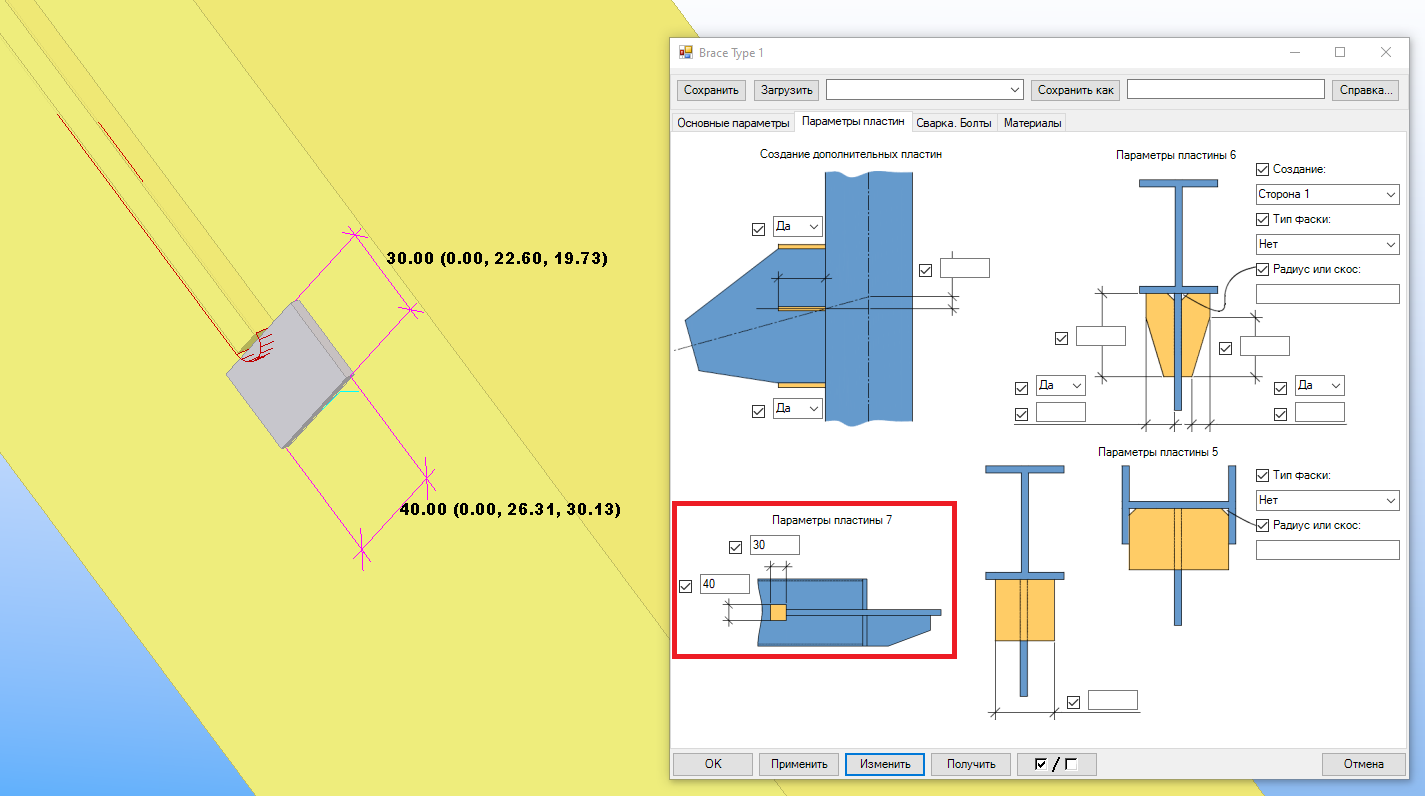 Brace Type 1
Сохранить Загрузить Сохранить как Справка...
Основные параметры Параметры пластин Сварка. Болты Материалы
Создание дополнительных пластин
Да
Да
Параметры пластины 6
Создание:
Сторона 1
Тип фаски:
Нет
Радиус или скос:
Да Да
Параметры пластины 5
Тип фаски:
Нет
Радиус или скос:
Параметры пластины 7
30
40
OK Применить Изменить Получить / Отмена
30.00 (0.00, 22.60, 19.73)
40.00 (0.00, 26.31, 30.13)